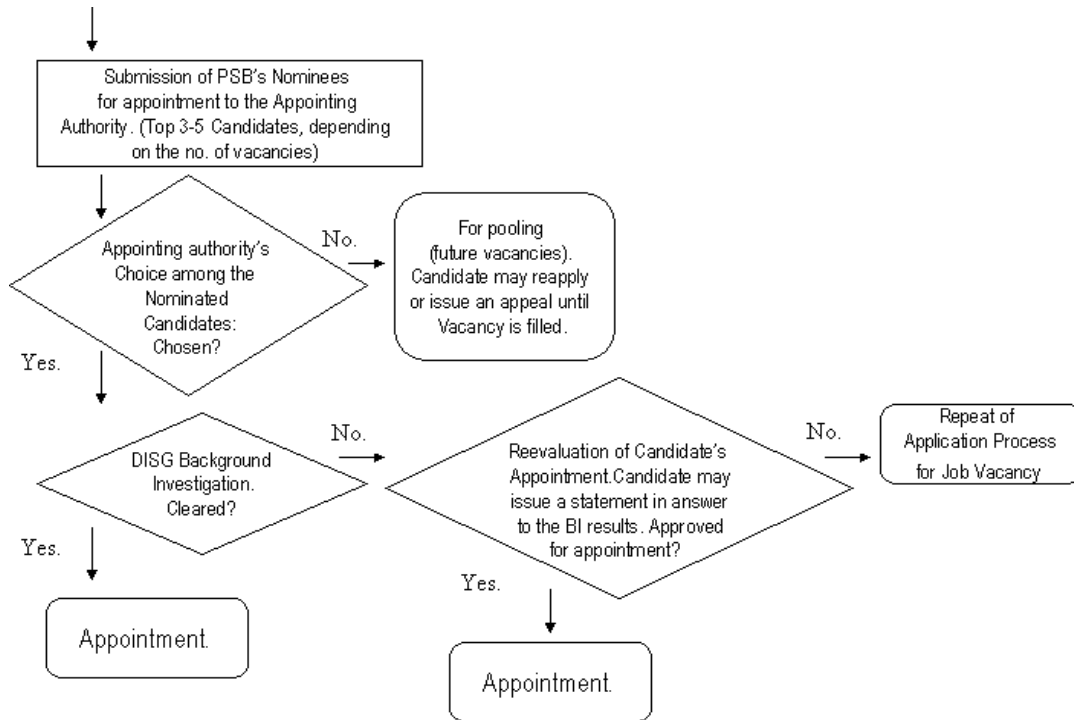 Submission of PSB's Nominees
for appointment to the Appointing
Authority. (Top 3-5 Candidates, depending
on the no. of vacancies)
Appointing authority's
Choice among the
Nominated
Candidates:
Chosen?
No.
For pooling
(future vacancies).
Candidate may reapply
or issue an appeal until
Vacancy is filled.
Yes.
DISG Background
Investigation.
Cleared?
No.
Reevaluation of Candidate's
Appointment.Candidate may
issue a statement in answer
to the BI results. Approved
for appointment?
No.
Repeat of
Application Process
for Job Vacancy
Yes.
Appointment.
Yes.
Appointment.